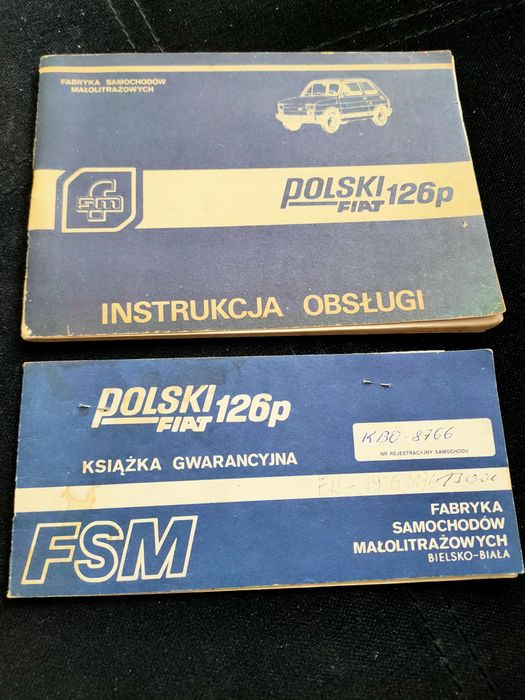 FABRYKA SAMOCHODÓW
MAŁOLITRAŻOWYCH
fsm
POLSKI
FIAT 126p
INSTRUKCJA OBSŁUGI
POLSKI
FIAT 126p
KBO-8766
NR REJESTRACYJNY SAMOCHODU
KSIĄŻKA GWARANCYJNA
FSM
FABRYKA
SAMOCHODÓW
MAŁOLITRAŻOWYCH
BIELSKO-BIAŁA